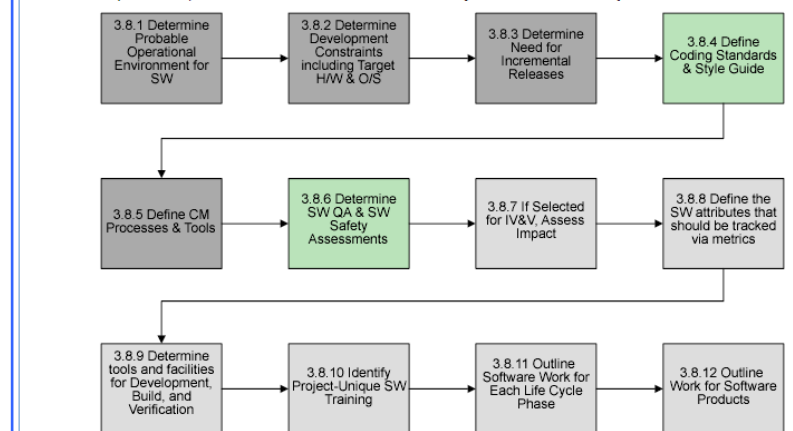 3.8.1 Determine
Probable
Operational
Environment for
SW
3.8.2 Determine
Development
Constraints
including Target
H/W & O/S
3.8.3 Determine
Need for
Incremental
Releases
3.8.4 Define
Coding Standards
& Style Guide
3.8.5 Define CM
Processes & Tools
3.8.6 Determine
SW QA & SW
Safety
Assessments
3.8.7 If Selected
for IV&V, Assess
Impact
3.8.8 Define the
SW attributes that
should be tracked
via metrics
3.8.9 Determine
tools and facilities
for Development,
Build, and
Verification
3.8.10 Identify
Project-Unique SW
Training
3.8.11 Outline
Software Work for
Each Life Cycle
Phase
3.8.12 Outline
Work for Software
Products